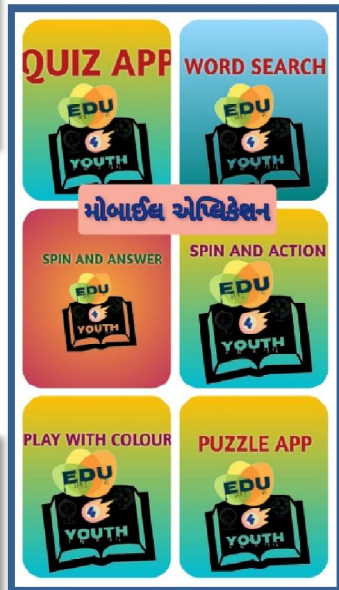 QUIZ APP
EDU
4
YOUTH
WORD SEARCH
EDU
4
YOUTH
મોબાઈલ એપ્લિકેશન
SPIN AND ANSWER
EDU
4
YOUTH
SPIN AND ACTION
EDU
4
YOUTH
PLAY WITH COLOUR
EDU
4
YOUTH
PUZZLE APP
EDU
4
YOUTH